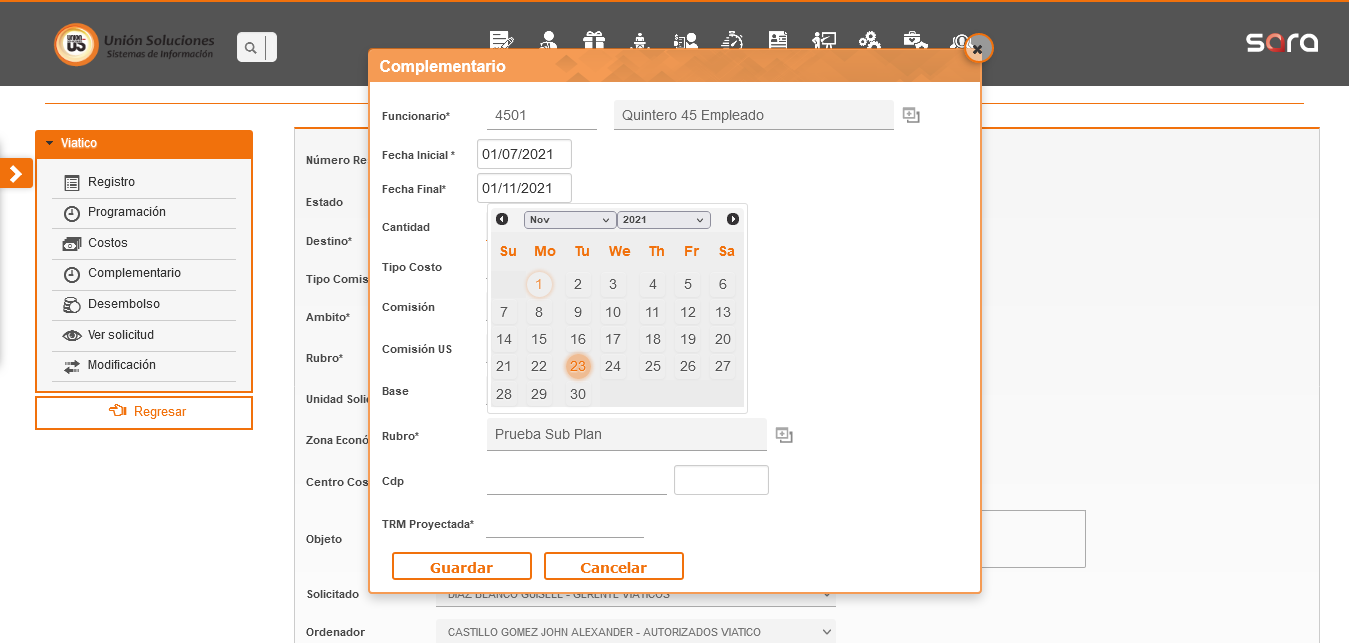 UNION
US
Unión Soluciones
Sistemas de Información
sara
Complementario
Funcionario*
4501
Quintero 45 Empleado
Fecha Inicial *
01/07/2021
Fecha Final*
01/11/2021
Cantidad
Tipo Costo
Comisión
Comisión US
Base
Nov
2021
Su Mo Tu We Th Fr Sa
1 2 3 4 5 6
7 8 9 10 11 12 13
14 15 16 17 18 19 20
21 22 23 24 25 26 27
28 29 30
Rubro*
Prueba Sub Plan
Cdp
TRM Proyectada*
Guardar
Cancelar
Viatico
Registro
Programación
Costos
Complementario
Desembolso
Ver solicitud
Modificación
Regresar
Número Re
Estado
Destino*
Tipo Comis
Ambito*
Rubro*
Unidad Soli
Zona Econó
Centro Cos
Objeto
Solicitado
DIAZ BLANCO GUISELL - GERENTE VIATICOS
Ordenador
CASTILLO GOMEZ JOHN ALEXANDER - AUTORIZADOS VIATICO